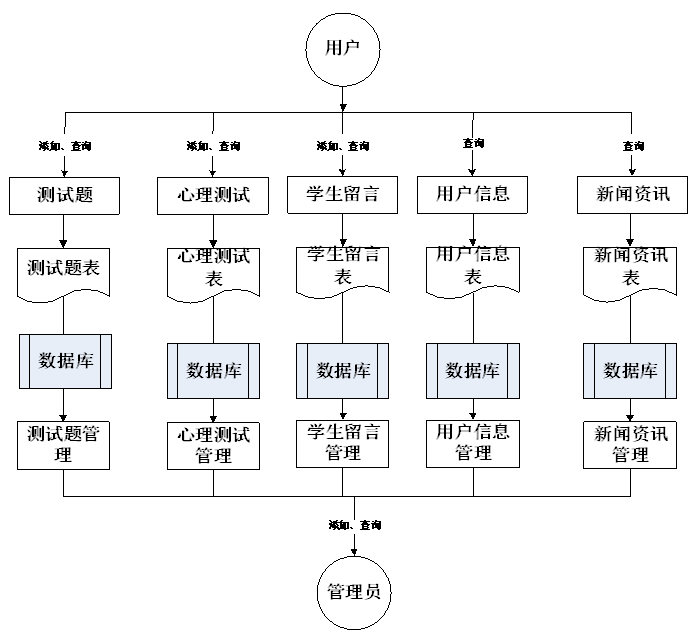 用户
添加、查询
添加、查询
添加、查询
查询
查询
测试题
心理测试
学生留言
用户信息
新闻资讯
测试题表
心理测试
表
学生留言
表
用户信息
表
新闻资讯
表
数据库
数据库
数据库
数据库
数据库
测试题管
理
心理测试
管理
学生留言
管理
用户信息
管理
新闻资讯
管理
添加、查询
管理员